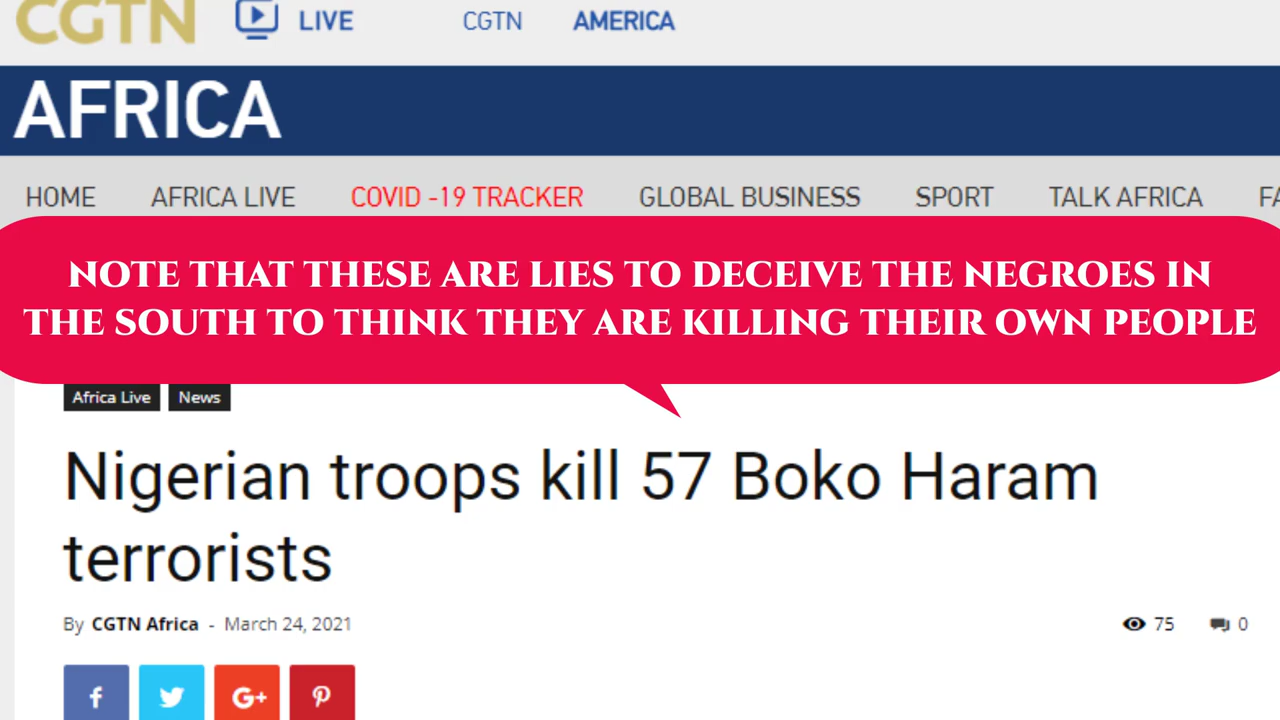 CGTN LIVE CGTN AMERICA
AFRICA
HOME AFRICA LIVE COVID -19 TRACKER GLOBAL BUSINESS SPORT TALK AFRICA FA
NOTE THAT THESE ARE LIES TO DECEIVE THE NEGROES IN
THE SOUTH TO THINK THEY ARE KILLING THEIR OWN PEOPLE
Africa Live News
Nigerian troops kill 57 Boko Haram
terrorists
By CGTN Africa - March 24, 2021 75 0
f G+